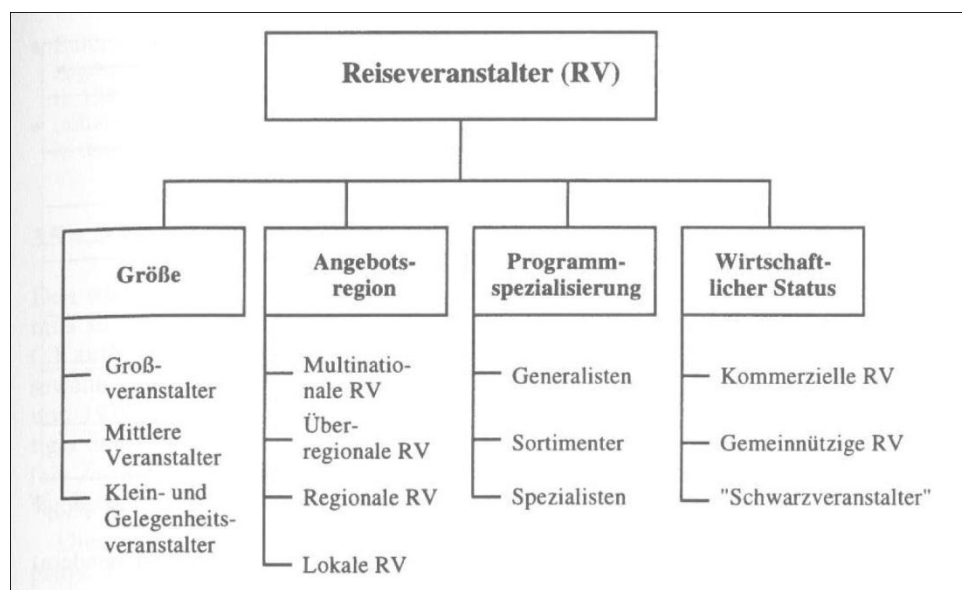 Reiseveranstalter (RV)
Größe
Groß-
veranstalter
Mittlere
Veranstalter
Klein- und
Gelegenheits-
veranstalter
Angebots-
region
Multinatio-
nale RV
Über-
regionale RV
Regionale RV
Lokale RV
Programm-
spezialisierung
Generalisten
Sortimenter
Spezialisten
Wirtschaft-
licher Status
Kommerzielle RV
Gemeinnützige RV
"Schwarzveranstalter"